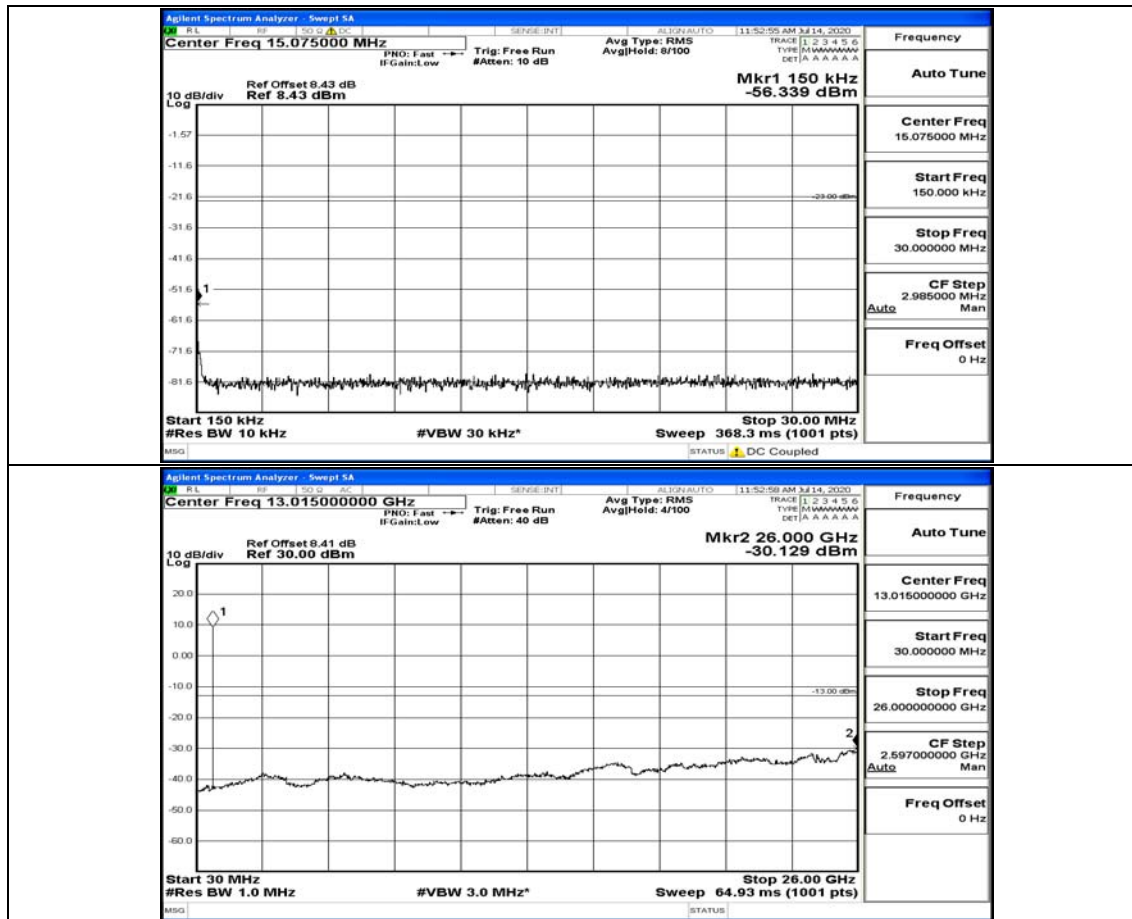 Agilent Spectrum Analyzer - Swept SA
RL RF 50 Ω DC SENSE:INT ALIGN AUTO 11:52:55 AM Jul 14, 2020
Center Freq 15.075000 MHz
PNO: Fast
IFGain:Low
Trig: Free Run
#Atten: 10 dB
Avg Type: RMS
Avg|Hold: 8/100
TRACE 1 2 3 4 5 6
TYPE M W W W W W
DET A A A A A A
Frequency
Auto Tune
Ref Offset 8.43 dB
Ref 8.43 dBm
10 dB/div
Log
Mkr1 150 kHz
-56.339 dBm
-1.57
-11.6
-21.6
-31.6
-41.6
-51.6
-61.6
-71.6
-81.6
-23.00 dBm
1
Center Freq
15.075000 MHz
Start Freq
150.000 kHz
Stop Freq
30.000000 MHz
CF Step
2.985000 MHz
Auto Man
Freq Offset
0 Hz
Start 150 kHz Stop 30.00 MHz
#Res BW 10 kHz #VBW 30 kHz* Sweep 368.3 ms (1001 pts)
MSG STATUS DC Coupled
Agilent Spectrum Analyzer - Swept SA
RL RF 50 Ω AC SENSE:INT ALIGN AUTO 11:52:58 AM Jul 14, 2020
Center Freq 13.015000000 GHz
PNO: Fast
IFGain:Low
Trig: Free Run
#Atten: 40 dB
Avg Type: RMS
Avg|Hold: 4/100
TRACE 1 2 3 4 5 6
TYPE M W W W W W
DET A A A A A A
Frequency
Auto Tune
Ref Offset 8.41 dB
Ref 30.00 dBm
10 dB/div
Log
Mkr2 26.000 GHz
-30.129 dBm
20.0
10.0
0.00
-10.0
-20.0
-30.0
-40.0
-50.0
-60.0
1
-13.00 dBm
2
Center Freq
13.015000000 GHz
Start Freq
30.000000 MHz
Stop Freq
26.000000000 GHz
CF Step
2.597000000 GHz
Auto Man
Freq Offset
0 Hz
Start 30 MHz Stop 26.00 GHz
#Res BW 1.0 MHz #VBW 3.0 MHz* Sweep 64.93 ms (1001 pts)
MSG STATUS